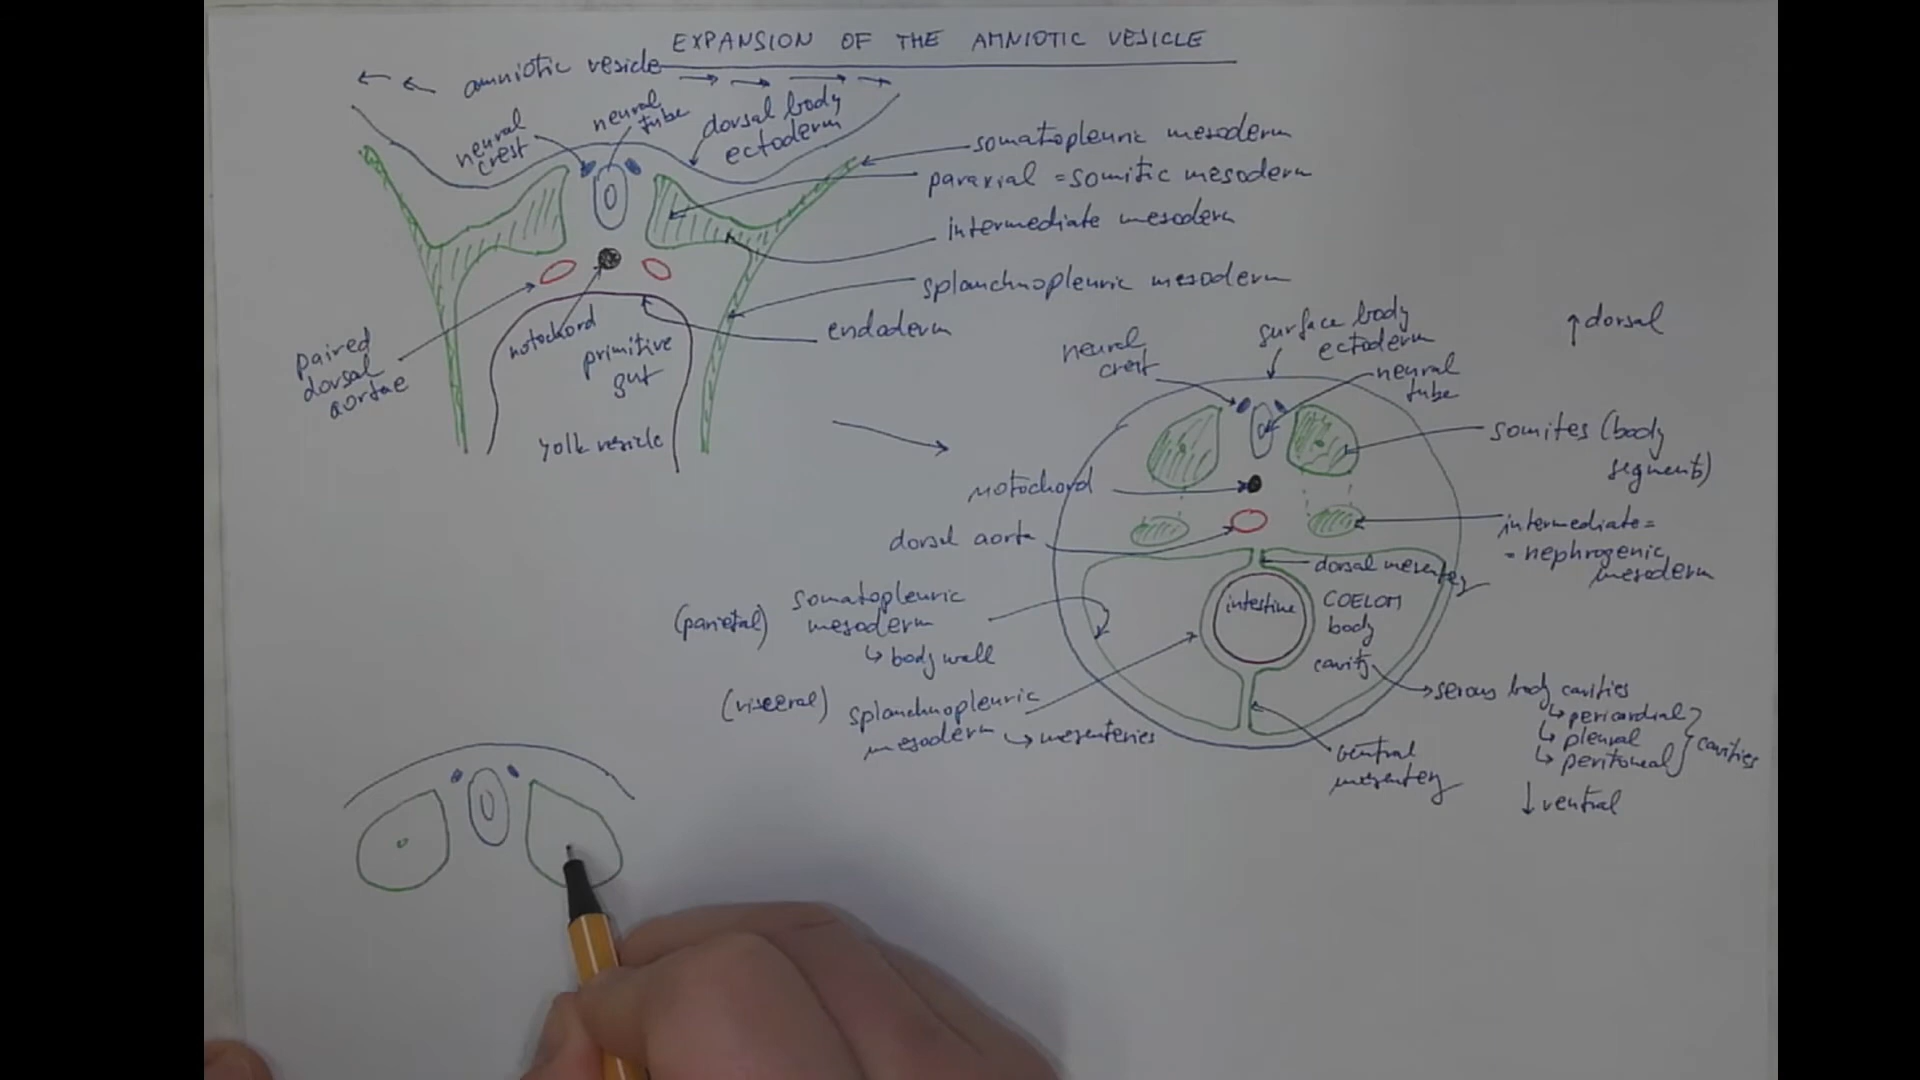 EXPANSION OF THE AMNIOTIC VESICLE
amniotic vesicle
neural
crest
neural
tube
dorsal body
ectoderm
somatopleuric mesoderm
paraxial = somitic mesoderm
intermediate mesoderm
splanchnopleuric mesoderm
endoderm
paired
dorsal
aortae
notochord
primitive
gut
yolk vesicle
↑ dorsal
neural
crest
surface body
ectoderm
neural
tube
somites (body
segments)
notochord
dorsal aorta
intermediate =
= nephrogenic
mesoderm
dorsal mesentery
intestine
COELOM
body
cavity
(parietal) somatopleuric
mesoderm
↳ body wall
(visceral) splanchnopleuric
mesoderm ↳ mesenteries
serous body cavities
↳ pericardial
↳ pleural
↳ peritoneal
} cavities
ventral
mesentery
↓ ventral